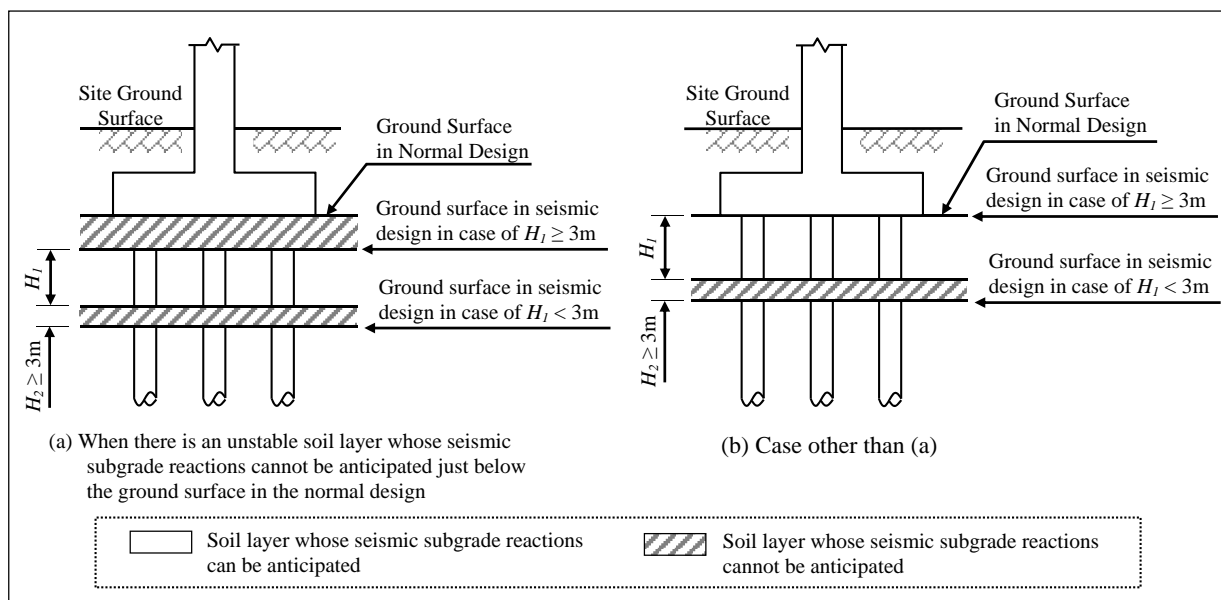 Site Ground
Surface
Ground Surface
in Normal Design
Ground surface in seismic
design in case of H₁ ≥ 3m
H₁
Ground surface in seismic
design in case of H₁ < 3m
H₂ ≥ 3m
(a) When there is an unstable soil layer whose seismic
subgrade reactions cannot be anticipated just below
the ground surface in the normal design
Site Ground
Surface
Ground Surface
in Normal Design
Ground surface in seismic
design in case of H₁ ≥ 3m
H₁
Ground surface in seismic
design in case of H₁ < 3m
H₂ ≥ 3m
(b) Case other than (a)
Soil layer whose seismic subgrade reactions
can be anticipated
Soil layer whose seismic subgrade reactions
cannot be anticipated